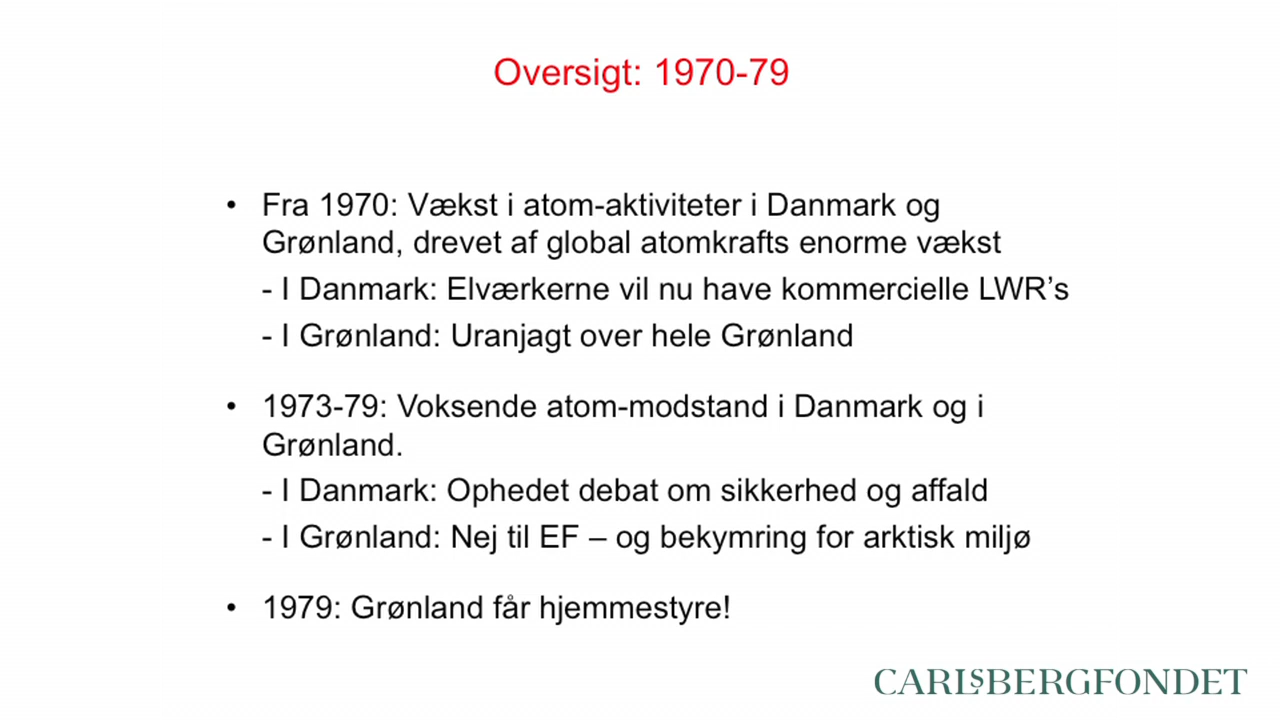 Oversigt: 1970-79
• Fra 1970: Vækst i atom-aktiviteter i Danmark og
Grønland, drevet af global atomkrafts enorme vækst
- I Danmark: Elværkerne vil nu have kommercielle LWR’s
- I Grønland: Uranjagt over hele Grønland
• 1973-79: Voksende atom-modstand i Danmark og i
Grønland.
- I Danmark: Ophedet debat om sikkerhed og affald
- I Grønland: Nej til EF – og bekymring for arktisk miljø
• 1979: Grønland får hjemmestyre!
CARLSBERGFONDET